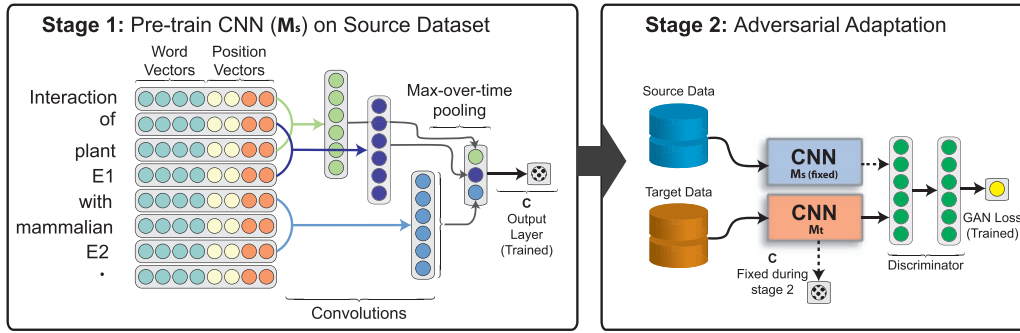 Stage 1: Pre-train CNN (Ms) on Source Dataset
Word
Vectors
Position
Vectors
Interaction
of
plant
E1
with
mammalian
E2
.
Max-over-time
pooling
C
Output
Layer
(Trained)
Convolutions
Stage 2: Adversarial Adaptation
Source Data
CNN
Ms (fixed)
Target Data
CNN
Mt
C
Fixed during
stage 2
GAN Loss
(Trained)
Discriminator